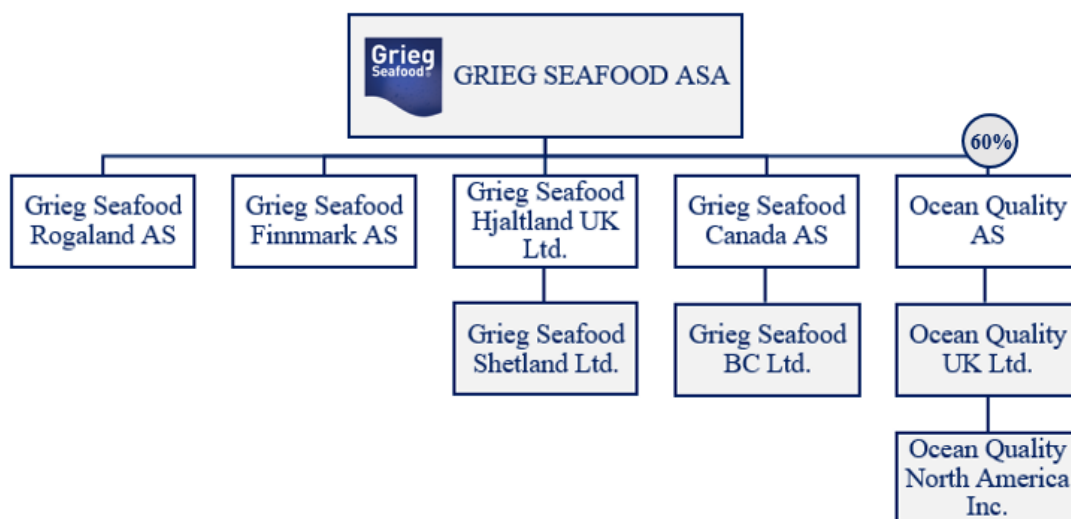 Grieg
Seafood
GRIEG SEAFOOD ASA
60%
Grieg Seafood
Rogaland AS
Grieg Seafood
Finnmark AS
Grieg Seafood
Hjaltland UK
Ltd.
Grieg Seafood
Canada AS
Ocean Quality
AS
Grieg Seafood
Shetland Ltd.
Grieg Seafood
BC Ltd.
Ocean Quality
UK Ltd.
Ocean Quality
North America
Inc.